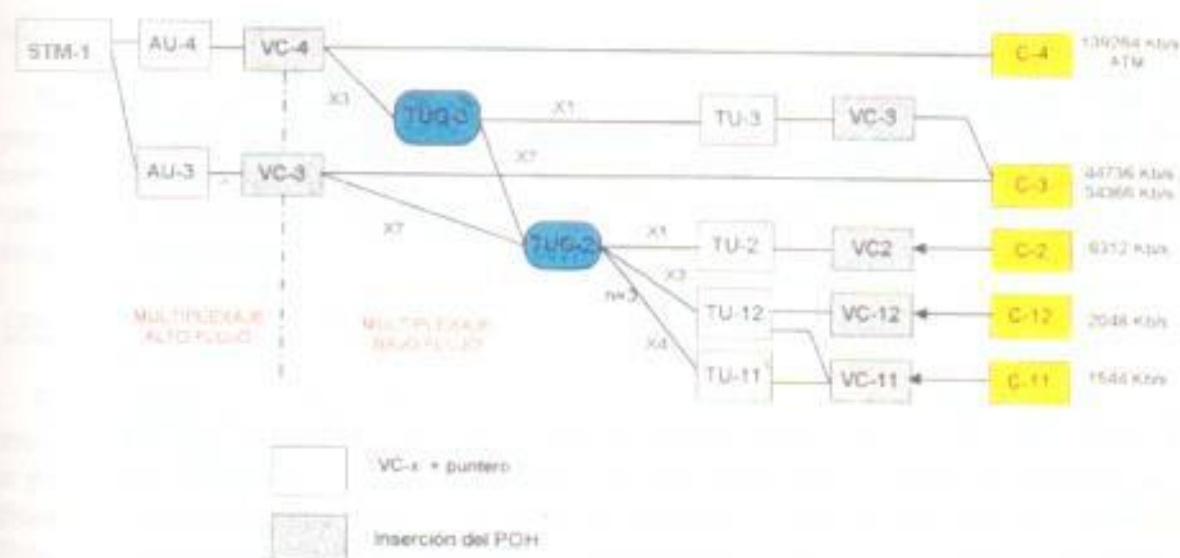 STM-1
AU-4
VC-4
C-4
139264 Kb/s
ATM
X3
TUG-3
X1
TU-3
VC-3
X7
AU-3
VC-3
C-3
44736 Kb/s
34368 Kb/s
X7
TUG-2
X1
TU-2
VC2
C-2
6312 Kb/s
X3
TU-12
VC-12
C-12
2048 Kb/s
X4
TU-11
VC-11
C-11
1544 Kb/s
MULTIPLEXAJE
ALTO FLUJO
MULTIPLEXAJE
BAJO FLUJO
VC-x + puntero
Inserción del POH